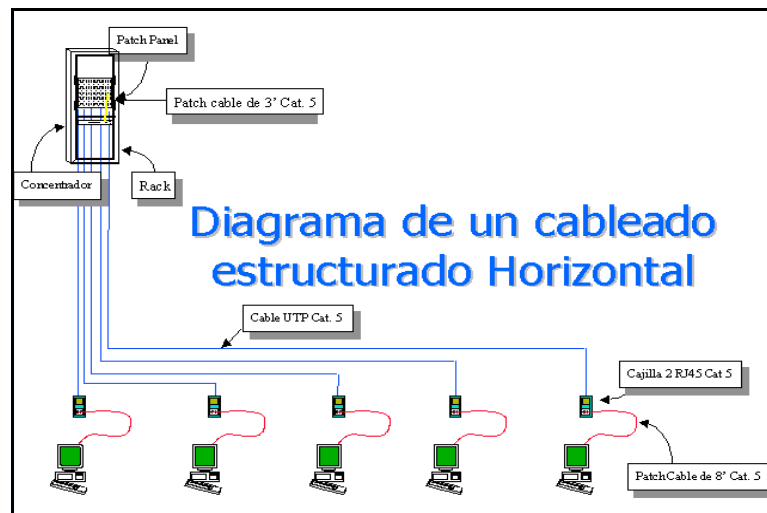 Patch Panel
Patch cable de 3' Cat. 5
Concentrador
Rack
Diagrama de un cableado
estructurado Horizontal
Cable UTP Cat. 5
Cajilla 2 RJ45 Cat 5
PatchCable de 8' Cat. 5